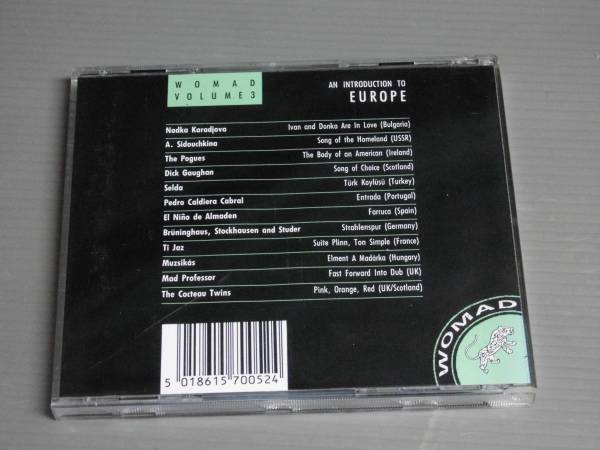 WOMAD
VOLUME 3
AN INTRODUCTION TO
EUROPE
Nadka Karadjova Ivan and Donka Are In Love (Bulgaria)
A. Sidouchkina Song of the Homeland (USSR)
The Pogues The Body of an American (Ireland)
Dick Gaughan Song of Choice (Scotland)
Selda Türk Koylüsü (Turkey)
Pedro Caldiera Cabral Entrada (Portugal)
El Niño de Almaden Farruca (Spain)
Brüninghaus, Stockhausen and Studer Strahlenspur (Germany)
Ti Jaz Suite Plinn, Ton Simple (France)
Muzsikás Elment A Madárka (Hungary)
Mad Professor Fast Forward Into Dub (UK)
The Cocteau Twins Pink, Orange, Red (UK/Scotland)
WOMAD
5 018615 700524